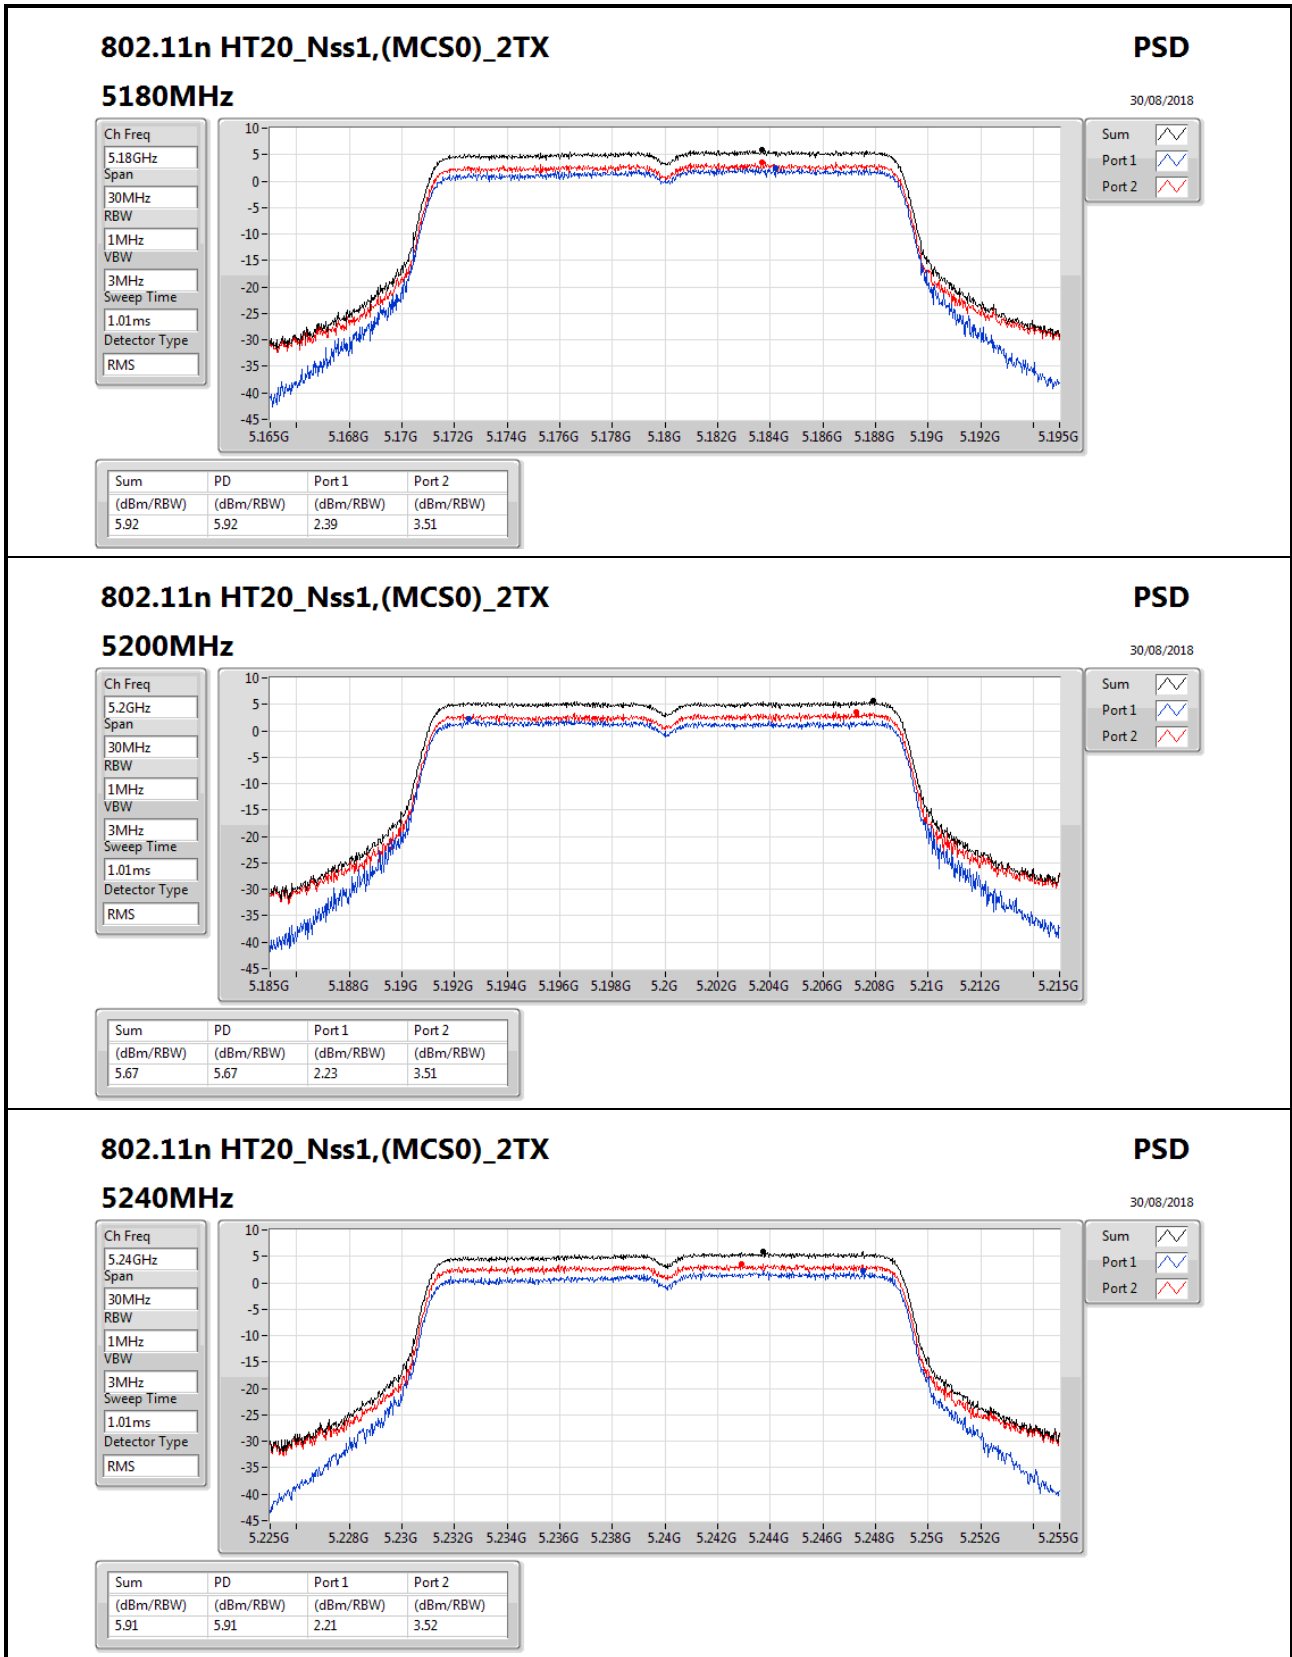 802.11n HT20_Nss1,(MCS0)_2TX PSD
5180MHz 30/08/2018
Ch Freq
5.18GHz
Span
30MHz
RBW
1MHz
VBW
3MHz
Sweep Time
1.01ms
Detector Type
RMS
10
5
0
-5
-10
-15
-20
-25
-30
-35
-40
-45
5.165G 5.168G 5.17G 5.172G 5.174G 5.176G 5.178G 5.18G 5.182G 5.184G 5.186G 5.188G 5.19G 5.192G 5.195G
Sum
Port 1
Port 2
Sum PD Port 1 Port 2
(dBm/RBW) (dBm/RBW) (dBm/RBW) (dBm/RBW)
5.92 5.92 2.39 3.51
802.11n HT20_Nss1,(MCS0)_2TX PSD
5200MHz 30/08/2018
Ch Freq
5.2GHz
Span
30MHz
RBW
1MHz
VBW
3MHz
Sweep Time
1.01ms
Detector Type
RMS
10
5
0
-5
-10
-15
-20
-25
-30
-35
-40
-45
5.185G 5.188G 5.19G 5.192G 5.194G 5.196G 5.198G 5.2G 5.202G 5.204G 5.206G 5.208G 5.21G 5.212G 5.215G
Sum
Port 1
Port 2
Sum PD Port 1 Port 2
(dBm/RBW) (dBm/RBW) (dBm/RBW) (dBm/RBW)
5.67 5.67 2.23 3.51
802.11n HT20_Nss1,(MCS0)_2TX PSD
5240MHz 30/08/2018
Ch Freq
5.24GHz
Span
30MHz
RBW
1MHz
VBW
3MHz
Sweep Time
1.01ms
Detector Type
RMS
10
5
0
-5
-10
-15
-20
-25
-30
-35
-40
-45
5.225G 5.228G 5.23G 5.232G 5.234G 5.236G 5.238G 5.24G 5.242G 5.244G 5.246G 5.248G 5.25G 5.252G 5.255G
Sum
Port 1
Port 2
Sum PD Port 1 Port 2
(dBm/RBW) (dBm/RBW) (dBm/RBW) (dBm/RBW)
5.91 5.91 2.21 3.52